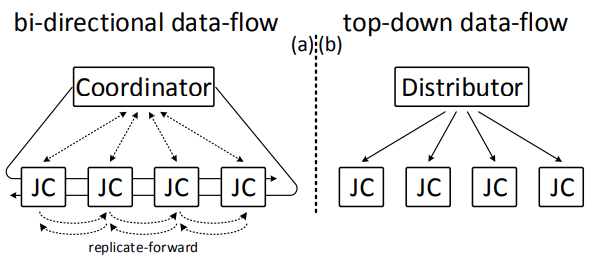 bi-directional data-flow
(a)
Coordinator
JC JC JC JC
replicate-forward
(b)
top-down data-flow
Distributor
JC JC JC JC